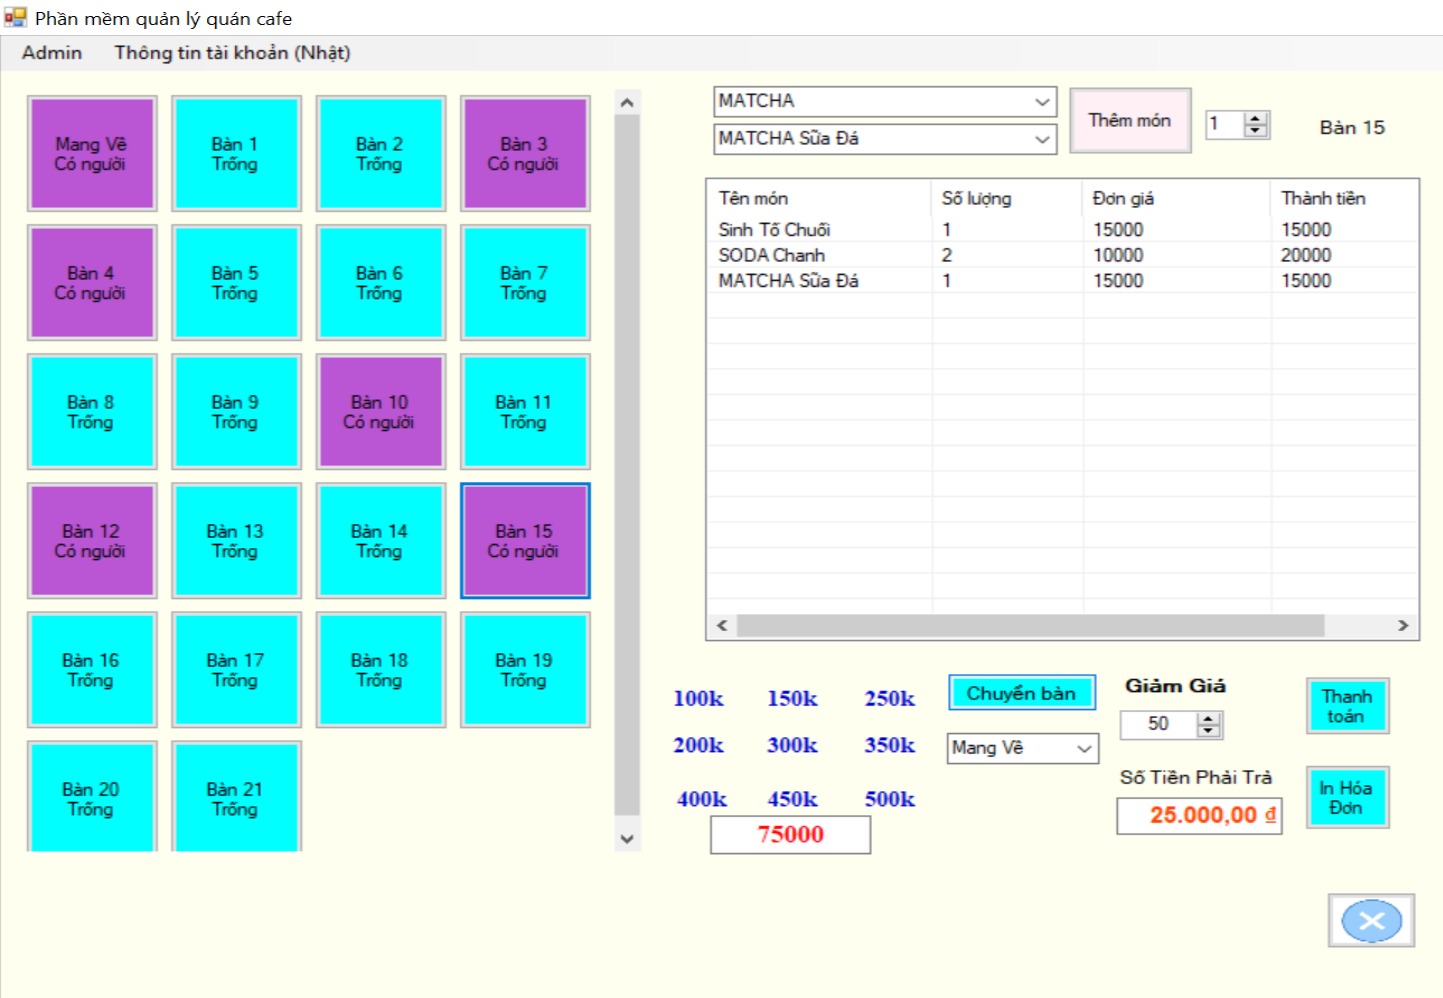 Phần mềm quản lý quán cafe
Admin Thông tin tài khoản (Nhật)
Mang Về
Có người
Bàn 1
Trống
Bàn 2
Trống
Bàn 3
Có người
Bàn 4
Có người
Bàn 5
Trống
Bàn 6
Trống
Bàn 7
Trống
Bàn 8
Trống
Bàn 9
Trống
Bàn 10
Có người
Bàn 11
Trống
Bàn 12
Có người
Bàn 13
Trống
Bàn 14
Trống
Bàn 15
Có người
Bàn 16
Trống
Bàn 17
Trống
Bàn 18
Trống
Bàn 19
Trống
Bàn 20
Trống
Bàn 21
Trống
MATCHA
MATCHA Sữa Đá
Thêm món
1
Bàn 15
Tên món Số lượng Đơn giá Thành tiền
Sinh Tố Chuối 1 15000 15000
SODA Chanh 2 10000 20000
MATCHA Sữa Đá 1 15000 15000
100k 150k 250k
200k 300k 350k
400k 450k 500k
75000
Chuyển bàn
Mang Về
Giảm Giá
50
Số Tiền Phải Trả
25.000,00 ₫
Thanh
toán
In Hóa
Đơn